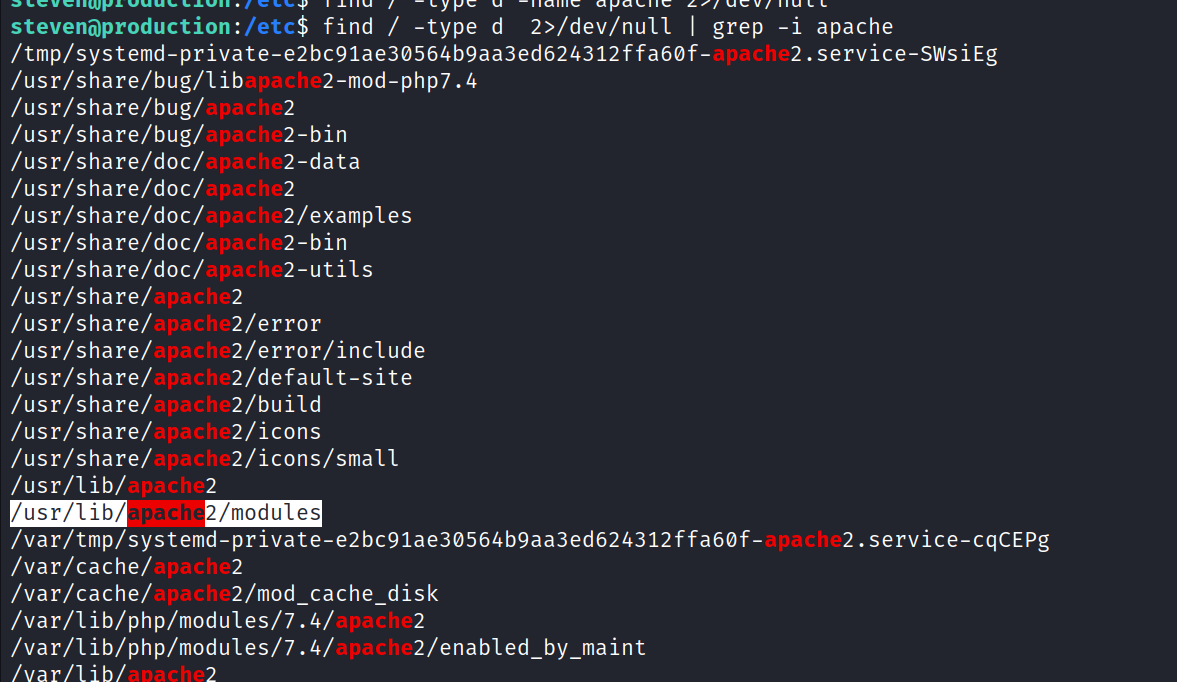 steven@production:/etc$ find / -type d -name apache 2>/dev/null
steven@production:/etc$ find / -type d  2>/dev/null | grep -i apache
/tmp/systemd-private-e2bc91ae30564b9aa3ed624312ffa60f-apache2.service-SWsiEg
/usr/share/bug/libapache2-mod-php7.4
/usr/share/bug/apache2
/usr/share/bug/apache2-bin
/usr/share/doc/apache2-data
/usr/share/doc/apache2
/usr/share/doc/apache2/examples
/usr/share/doc/apache2-bin
/usr/share/doc/apache2-utils
/usr/share/apache2
/usr/share/apache2/error
/usr/share/apache2/error/include
/usr/share/apache2/default-site
/usr/share/apache2/build
/usr/share/apache2/icons
/usr/share/apache2/icons/small
/usr/lib/apache2
/usr/lib/apache2/modules
/var/tmp/systemd-private-e2bc91ae30564b9aa3ed624312ffa60f-apache2.service-cqCEPg
/var/cache/apache2
/var/cache/apache2/mod_cache_disk
/var/lib/php/modules/7.4/apache2
/var/lib/php/modules/7.4/apache2/enabled_by_maint
/var/lib/apache2